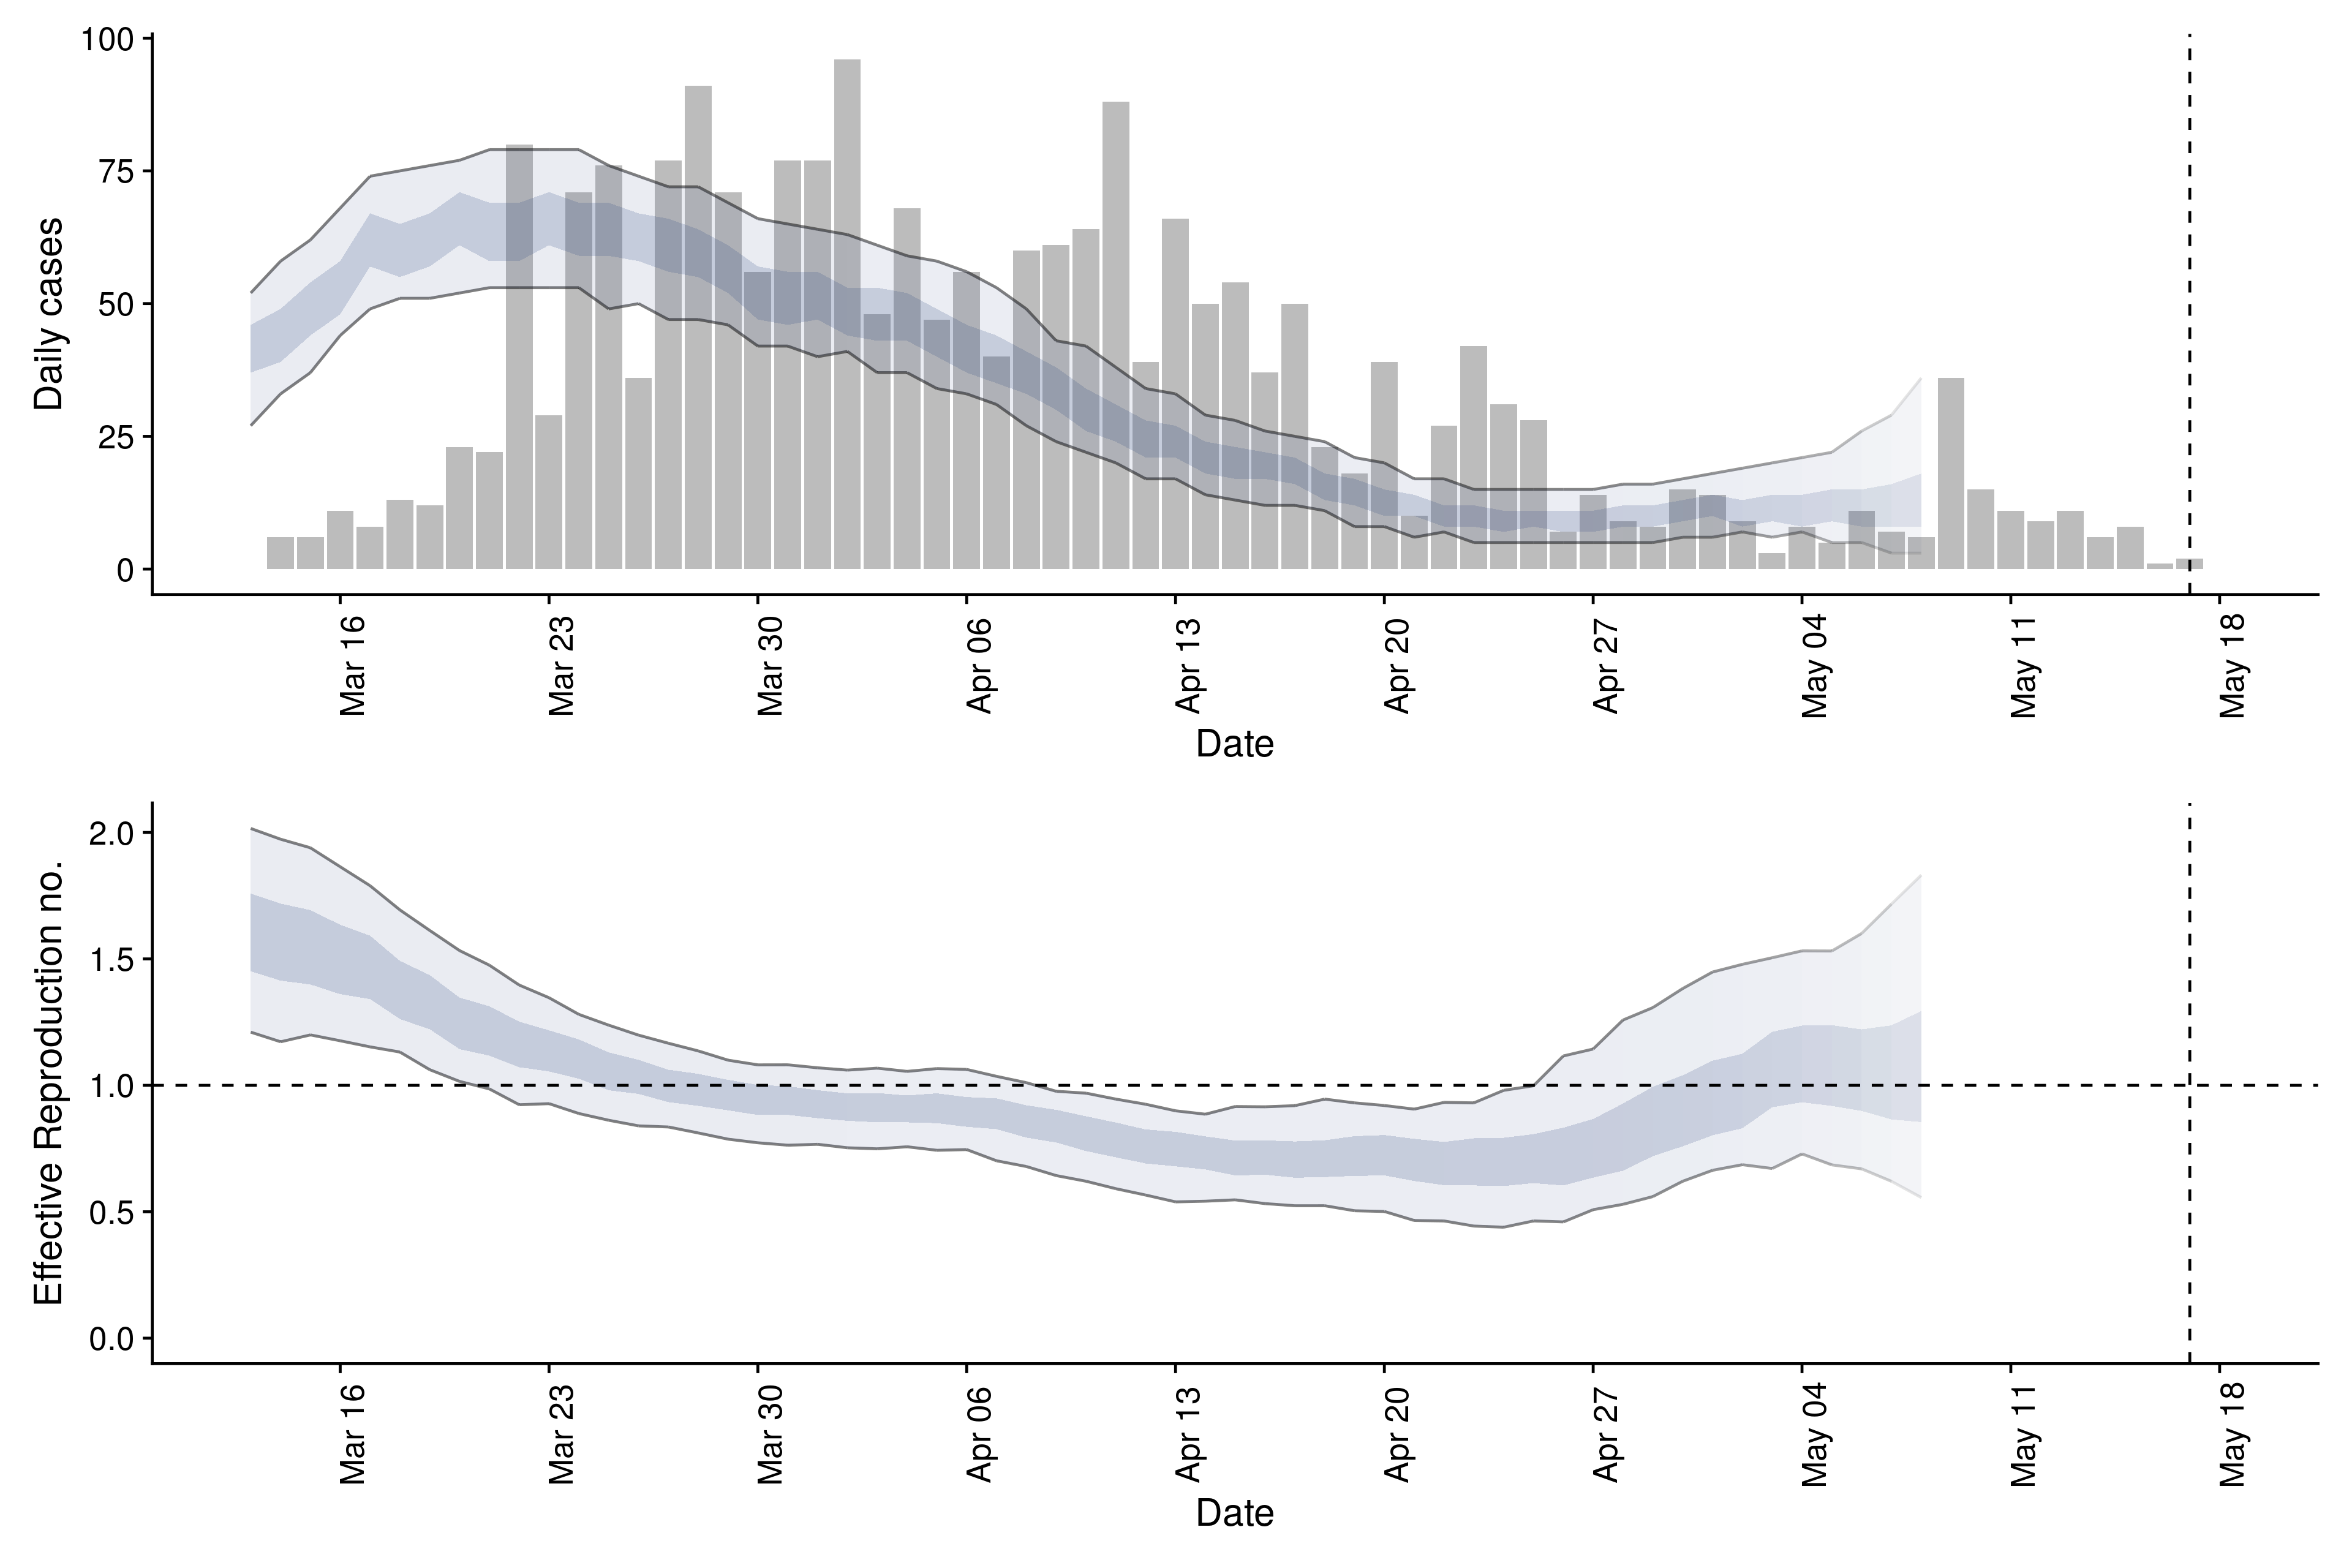 Daily cases
100
75
50
25
0
Mar 16
Mar 23
Mar 30
Apr 06
Apr 13
Apr 20
Apr 27
May 04
May 11
May 18
Date
Effective Reproduction no.
2.0
1.5
1.0
0.5
0.0
Mar 16
Mar 23
Mar 30
Apr 06
Apr 13
Apr 20
Apr 27
May 04
May 11
May 18
Date